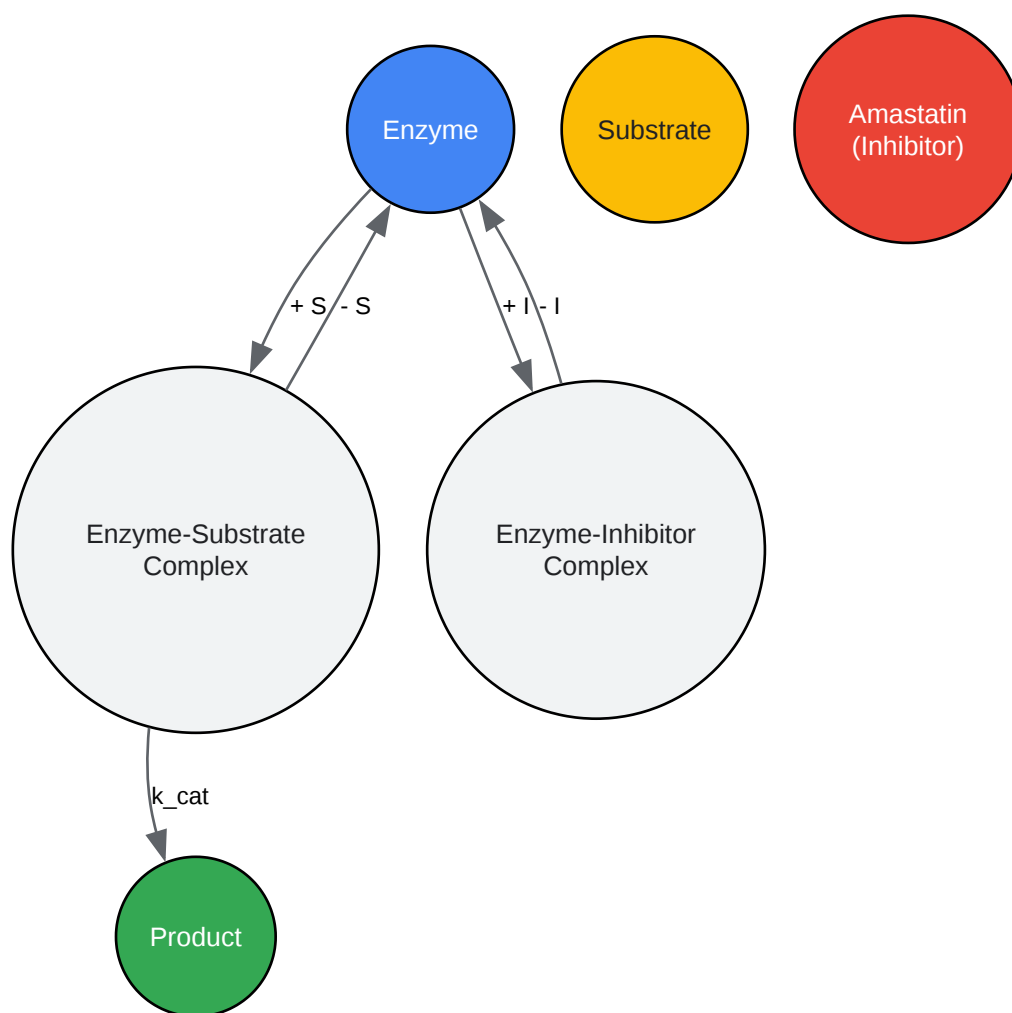 Enzyme
Substrate
Amastatin
(Inhibitor)
+ S
- S
+ I
- I
Enzyme-Substrate
Complex
Enzyme-Inhibitor
Complex
k_cat
Product